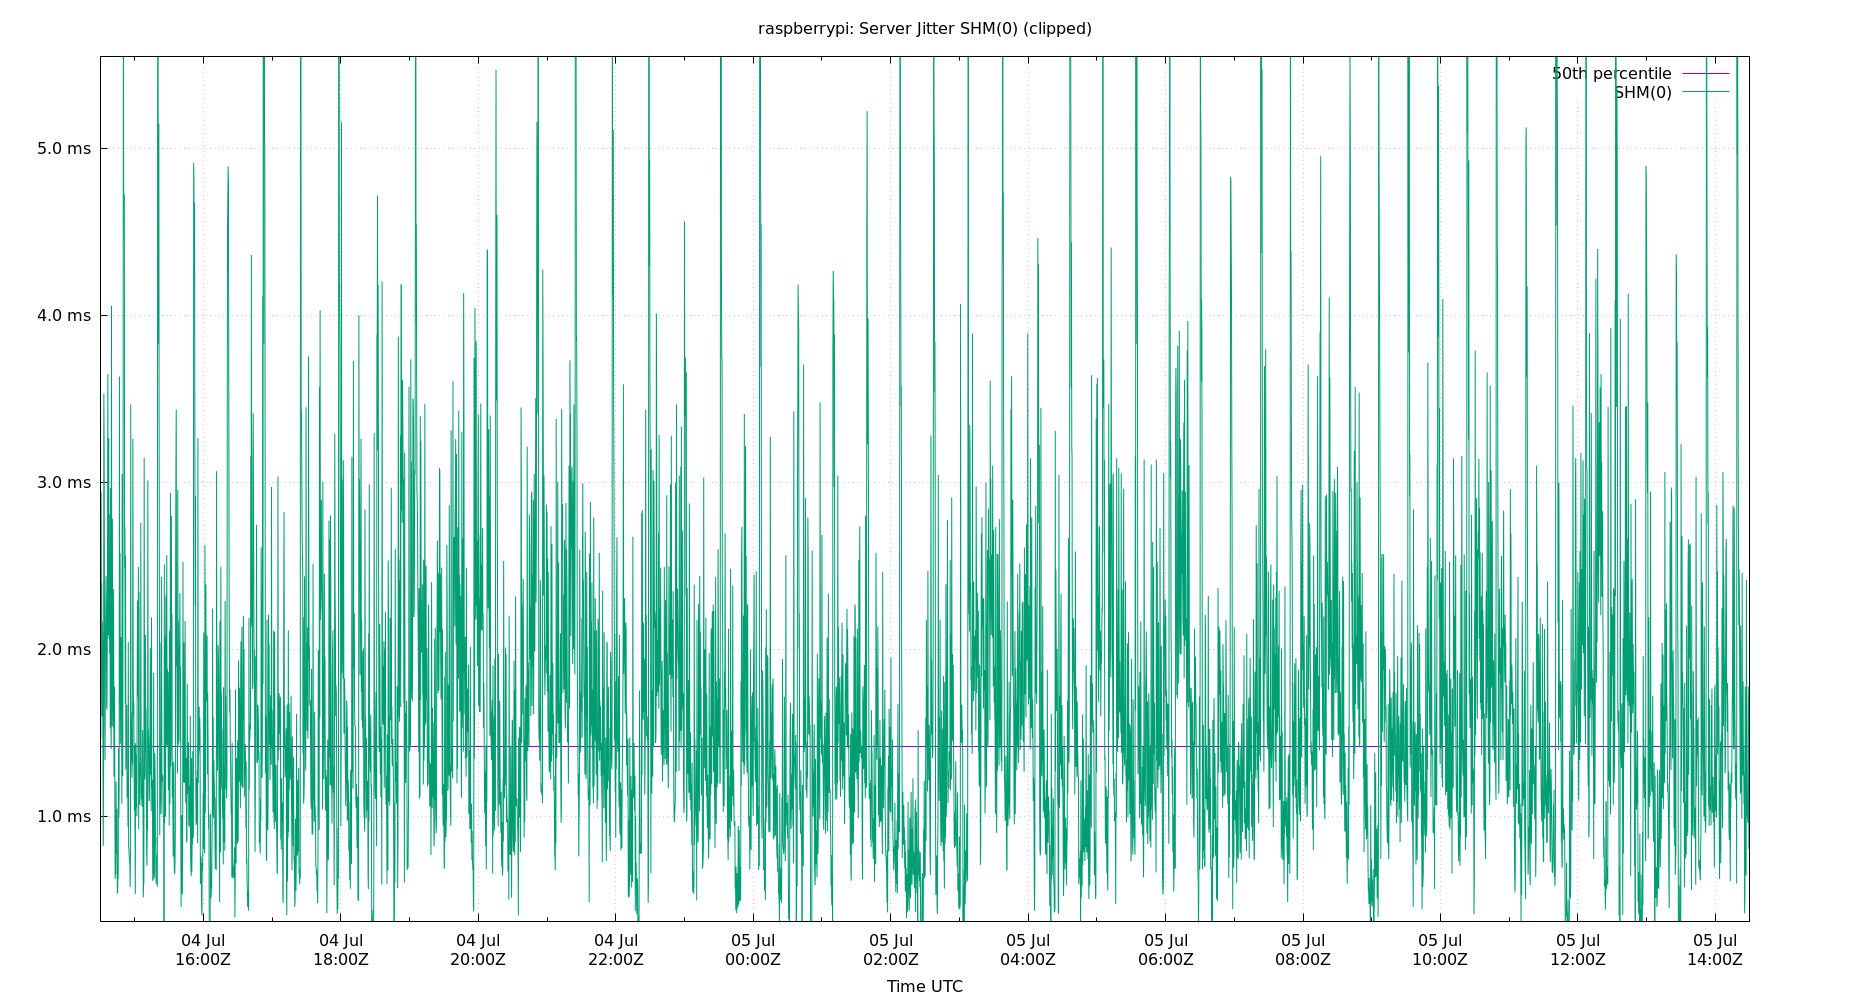 raspberrypi: Server Jitter SHM(0) (clipped)
50th percentile
SHM(0)
5.0 ms
4.0 ms
3.0 ms
2.0 ms
1.0 ms
04 Jul 04 Jul 04 Jul 04 Jul 05 Jul 05 Jul 05 Jul 05 Jul 05 Jul 05 Jul 05 Jul 05 Jul
16:00Z 18:00Z 20:00Z 22:00Z 00:00Z 02:00Z 04:00Z 06:00Z 08:00Z 10:00Z 12:00Z 14:00Z
Time UTC